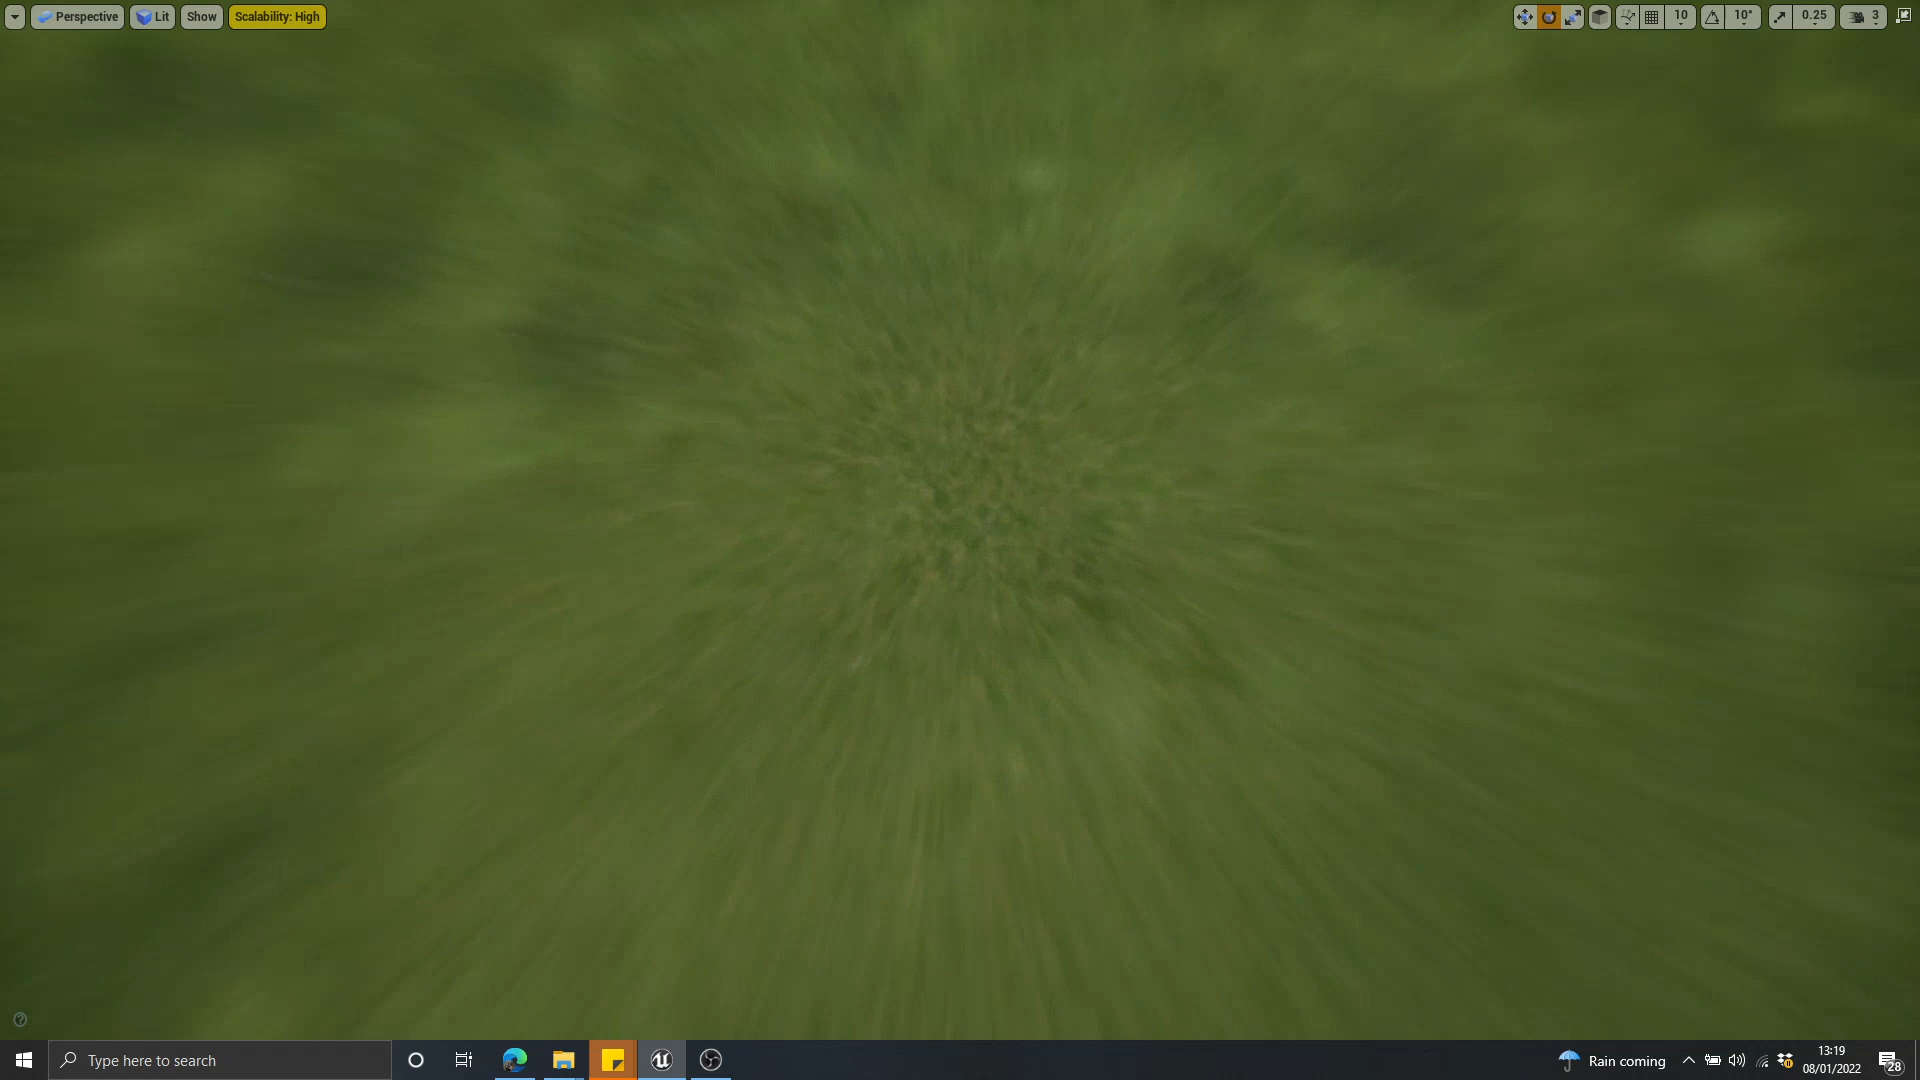 Perspective
Lit
Show
Scalability: High
10
10°
0.25
3
Type here to search
Rain coming
13:19
08/01/2022
28